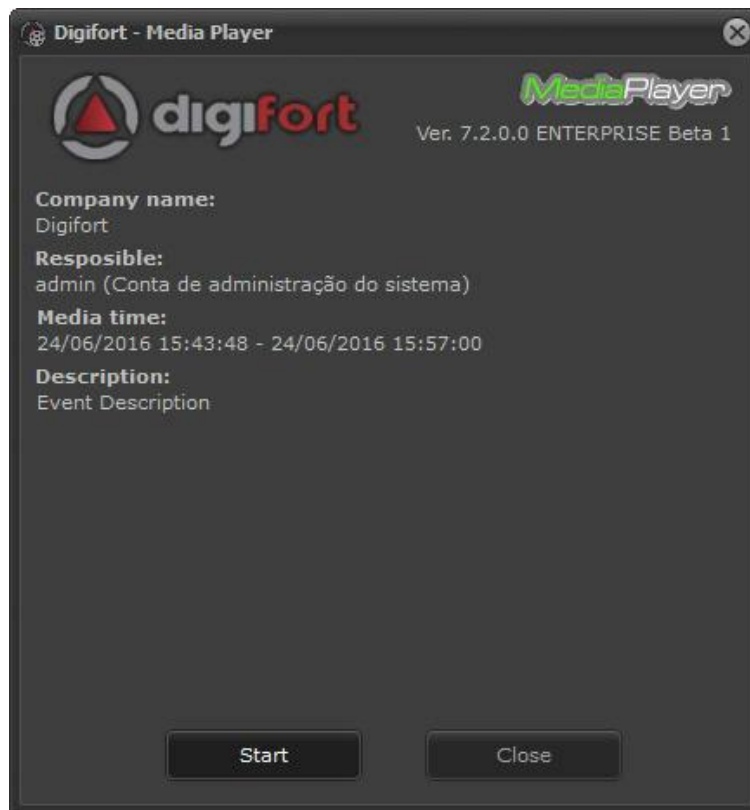 Digifort - Media Player
digifort
MediaPlayer
Ver. 7.2.0.0 ENTERPRISE Beta 1
Company name:
Digifort
Resposible:
admin (Conta de administração do sistema)
Media time:
24/06/2016 15:43:48 - 24/06/2016 15:57:00
Description:
Event Description
Start
Close